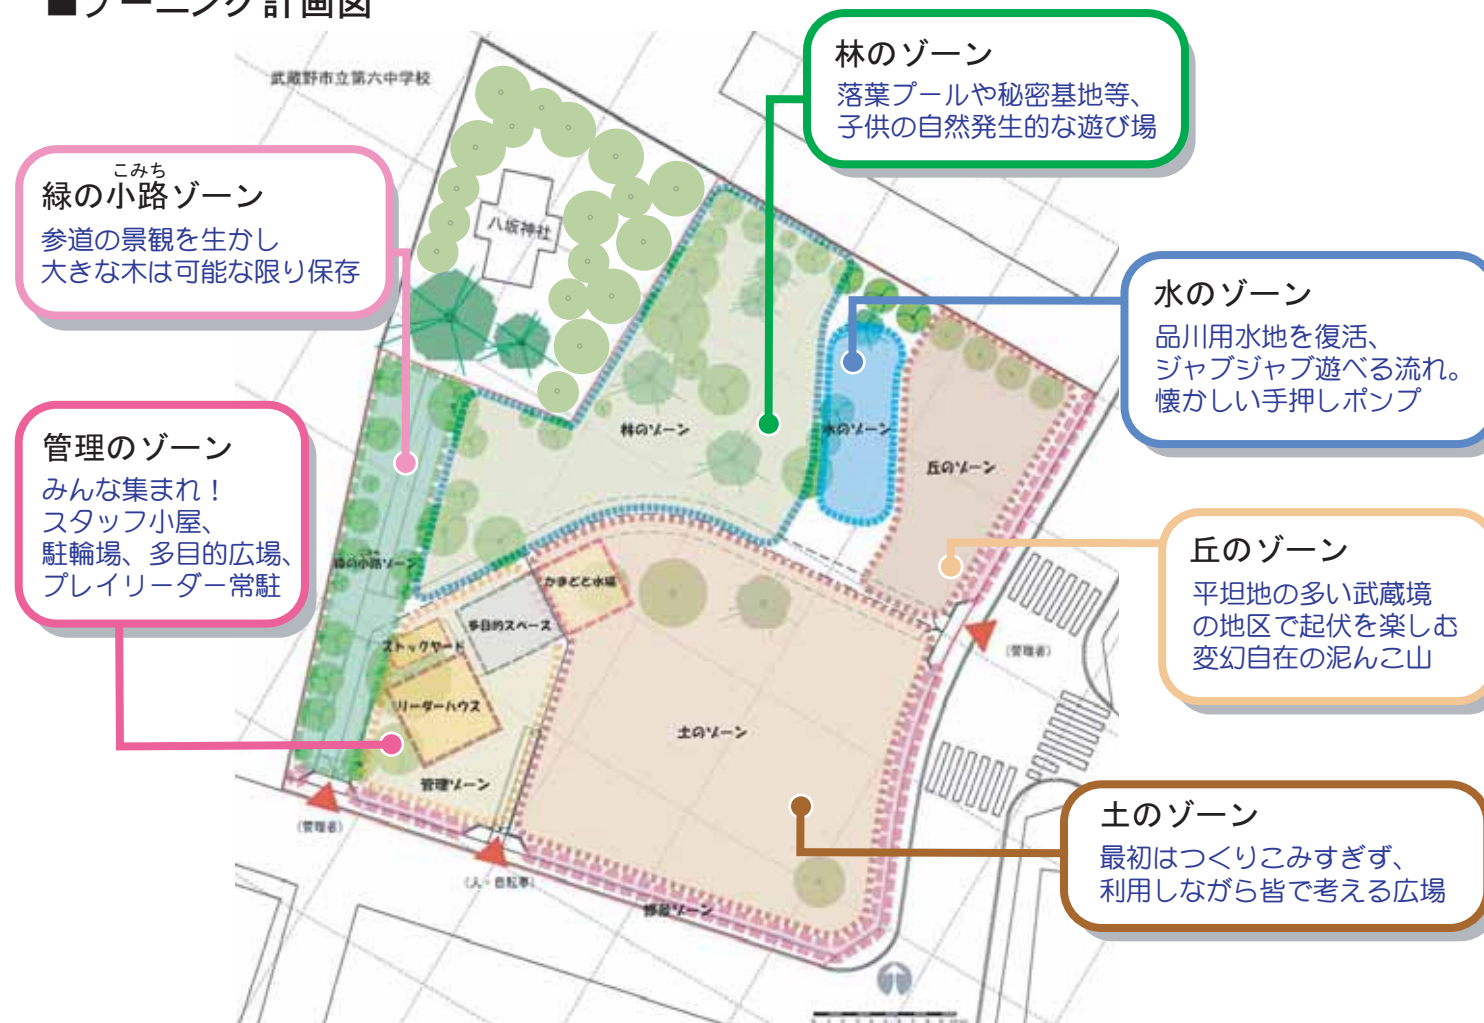 ■ゾーニング計画図
武蔵野市立第六中学校
林のゾーン
落葉プールや秘密基地等、
子供の自然発生的な遊び場
こみち
緑の小路ゾーン
参道の景観を生かし
大きな木は可能な限り保存
八坂神社
水のゾーン
品川用水地を復活、
ジャブジャブ遊べる流れ。
懐かしい手押しポンプ
管理のゾーン
みんな集まれ！
スタッフ小屋、
駐輪場、多目的広場、
プレイリーダー常駐
林のゾーン
水のゾーン
丘のゾーン
丘のゾーン
平坦地の多い武蔵境
の地区で起伏を楽しむ
変幻自在の泥んこ山
緑の小路ゾーン
かまどと水場
多目的スペース
ストックヤード
リーダーハウス
土のゾーン
管理ゾーン
(管理者)
(管理者)
(人・自転車)
土のゾーン
最初はつくりこみすぎず、
利用しながら皆で考える広場